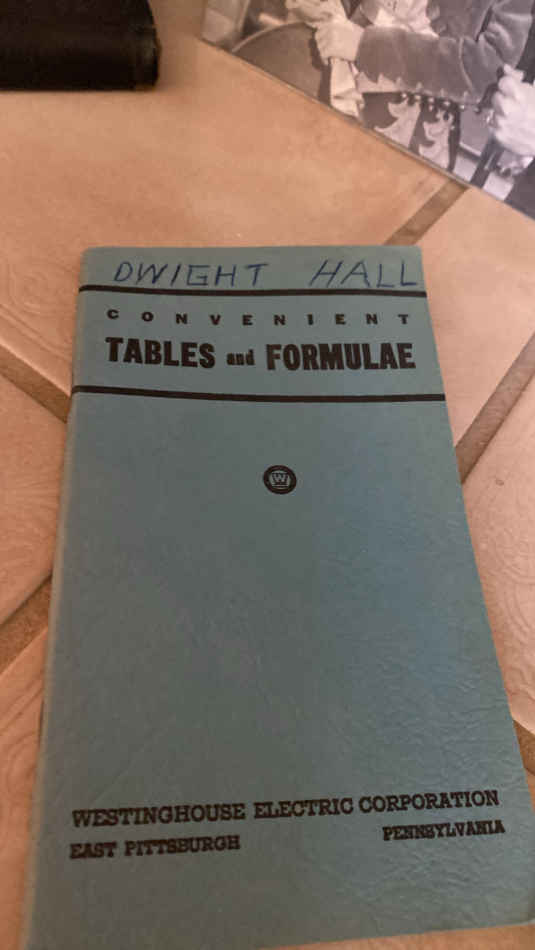 DWIGHT HALL
CONVENIENT
TABLES and FORMULAE
W
WESTINGHOUSE ELECTRIC CORPORATION
EAST PITTSBURGH PENNSYLVANIA